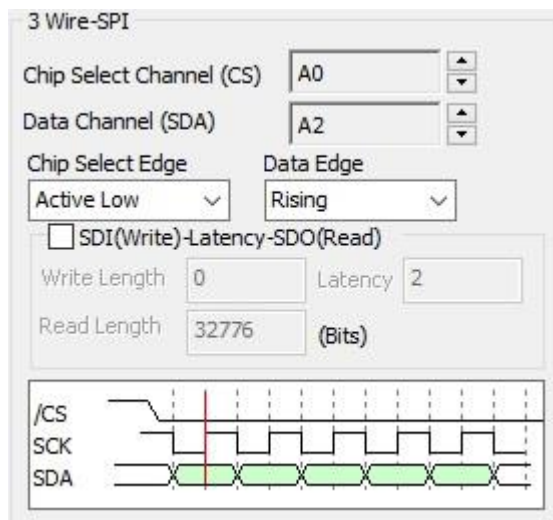 3 Wire-SPI
Chip Select Channel (CS) A0
Data Channel (SDA) A2
Chip Select Edge Data Edge
Active Low Rising
SDI(Write)-Latency-SDO(Read)
Write Length 0 Latency 2
Read Length 32776 (Bits)
/CS
SCK
SDA